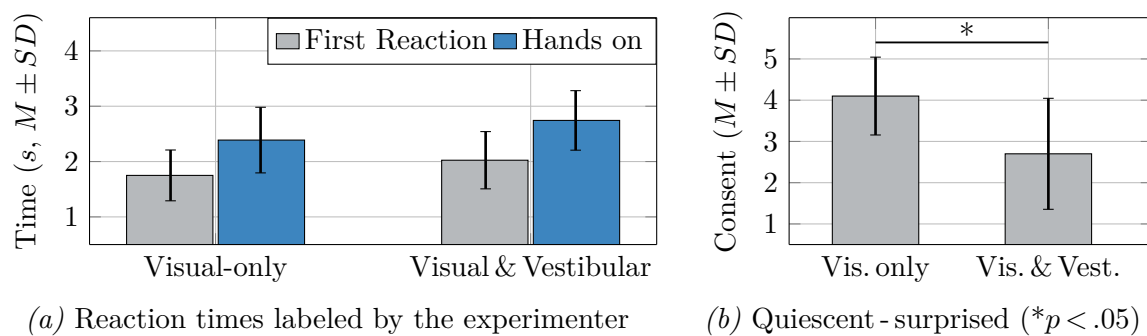 Time (s, M ± SD)
4
3
2
1
First Reaction
Hands on
Visual-only
Visual & Vestibular
(a) Reaction times labeled by the experimenter
Consent (M ± SD)
5
4
3
2
1
*
Vis. only
Vis. & Vest.
(b) Quiescent - surprised (*p < .05)